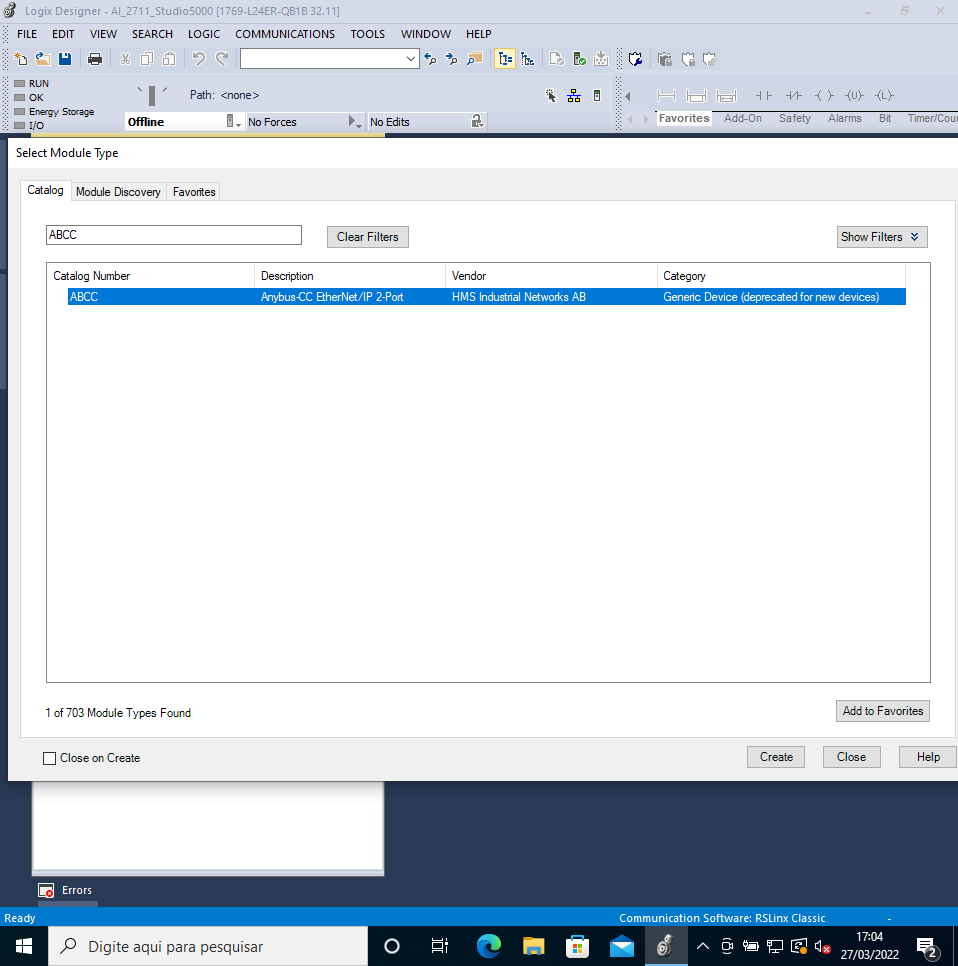 Logix Designer - AI_2711_Studio5000 [1769-L24ER-QB1B 32.11]
FILE EDIT VIEW SEARCH LOGIC COMMUNICATIONS TOOLS WINDOW HELP
RUN
OK
Energy Storage
I/O
Path: <none>
Offline
No Forces
No Edits
Favorites Add-On Safety Alarms Bit Timer/Cou
Select Module Type
Catalog Module Discovery Favorites
ABCC
Clear Filters
Show Filters
Catalog Number Description Vendor Category
ABCC Anybus-CC EtherNet/IP 2-Port HMS Industrial Networks AB Generic Device (deprecated for new devices)
1 of 703 Module Types Found
Add to Favorites
Close on Create
Create Close Help
Errors
Ready
Communication Software: RSLinx Classic
-
Digite aqui para pesquisar
17:04
27/03/2022
2